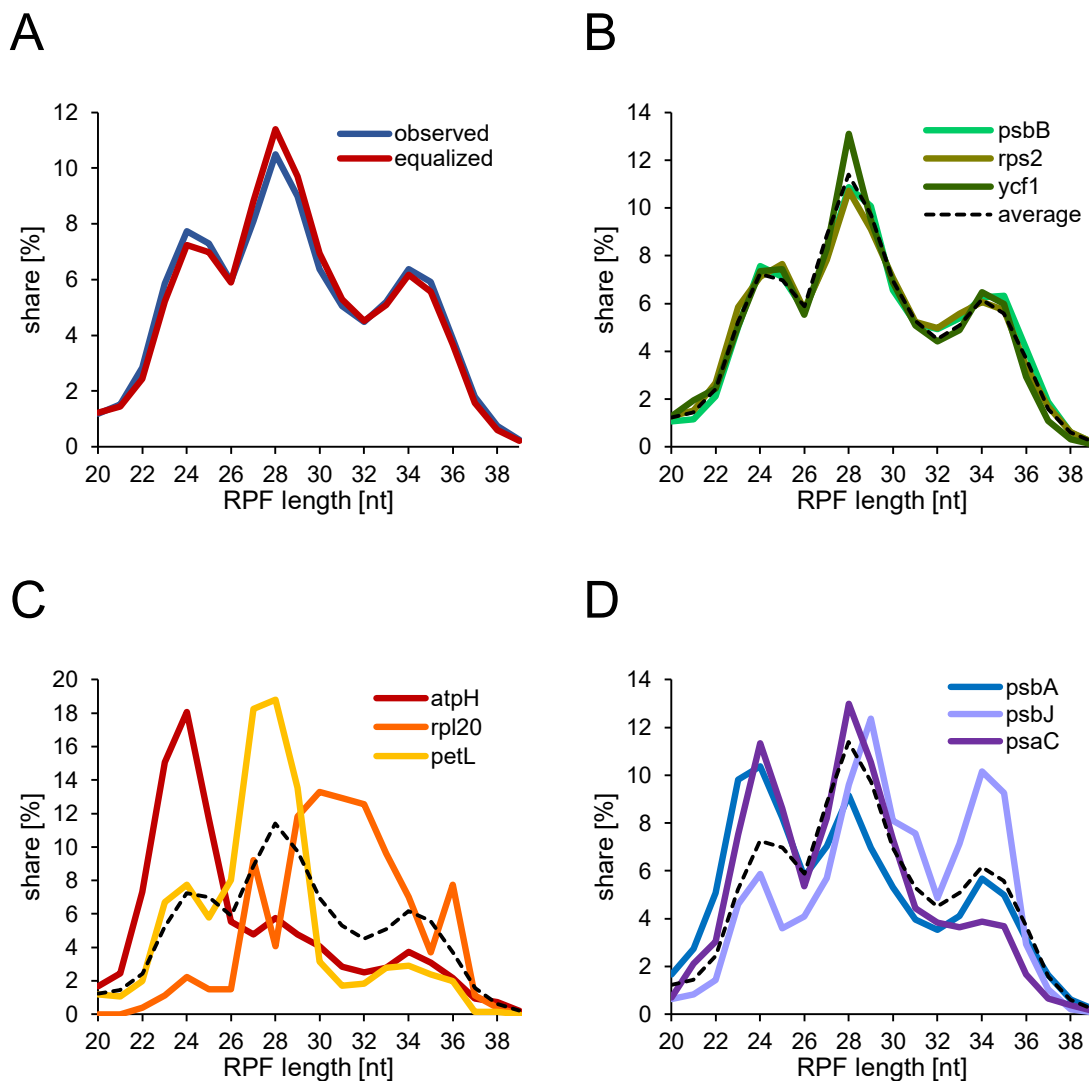 A
share [%]
12
10
8
6
4
2
0
observed
equalized
20 22 24 26 28 30 32 34 36 38
RPF length [nt]
B
share [%]
14
12
10
8
6
4
2
0
psbB
rps2
ycf1
average
20 22 24 26 28 30 32 34 36 38
RPF length [nt]
C
share [%]
20
18
16
14
12
10
8
6
4
2
0
atpH
rpl20
petL
20 22 24 26 28 30 32 34 36 38
RPF length [nt]
D
share [%]
14
12
10
8
6
4
2
0
psbA
psbJ
psaC
20 22 24 26 28 30 32 34 36 38
RPF length [nt]